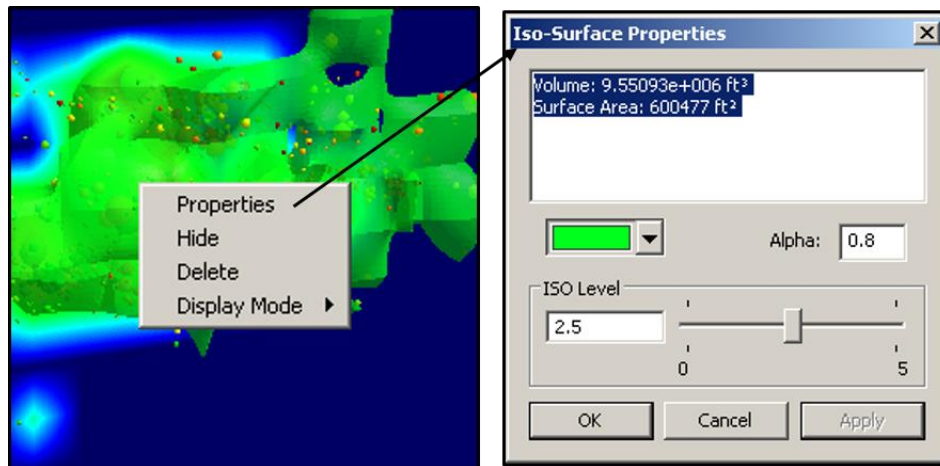 Properties
Hide
Delete
Display Mode
Iso-Surface Properties
Volume: 9.55093e+006 ft³
Surface Area: 600477 ft²
Alpha: 0.8
ISO Level
2.5
0 5
OK Cancel Apply